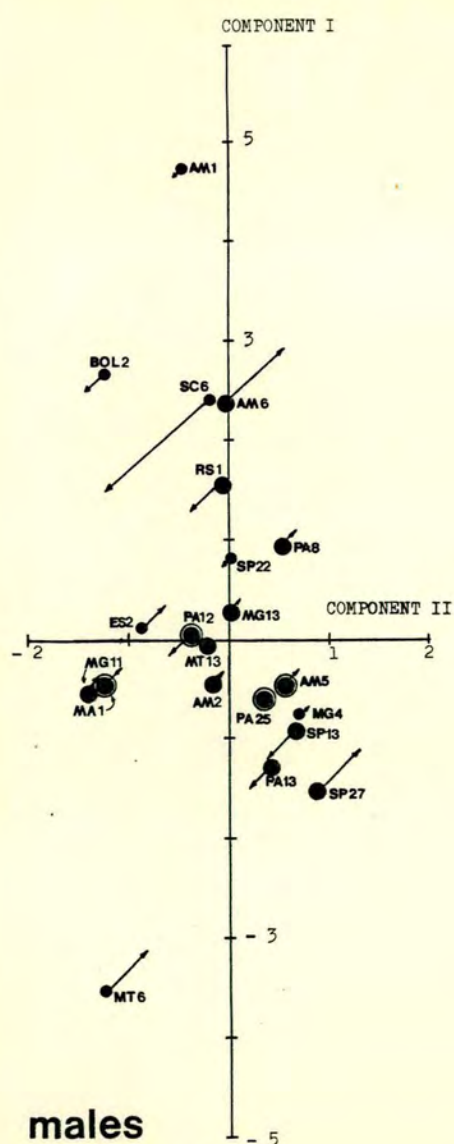 COMPONENT I
5
AM1
3
BOL2
SC6
AM6
RS1
PA8
SP22
ES2
PA12
MG13
COMPONENT II
-2
MT13
1
2
MG11
MA1
AM2
AM5
PA25
MG4
SP13
PA13
SP27
-3
MT6
males
-5